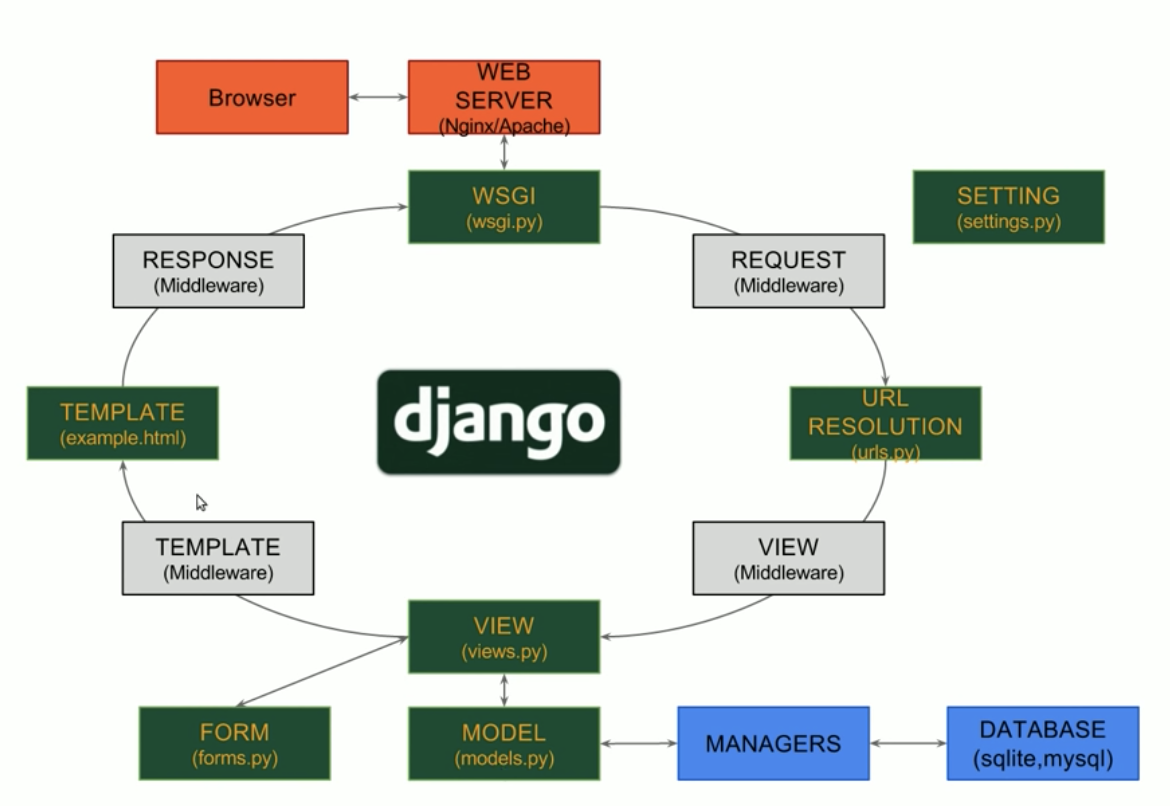 Browser
WEB
SERVER
(Nginx/Apache)
WSGI
(wsgi.py)
SETTING
(settings.py)
RESPONSE
(Middleware)
REQUEST
(Middleware)
TEMPLATE
(example.html)
django
URL
RESOLUTION
(urls.py)
TEMPLATE
(Middleware)
VIEW
(Middleware)
VIEW
(views.py)
FORM
(forms.py)
MODEL
(models.py)
MANAGERS
DATABASE
(sqlite,mysql)